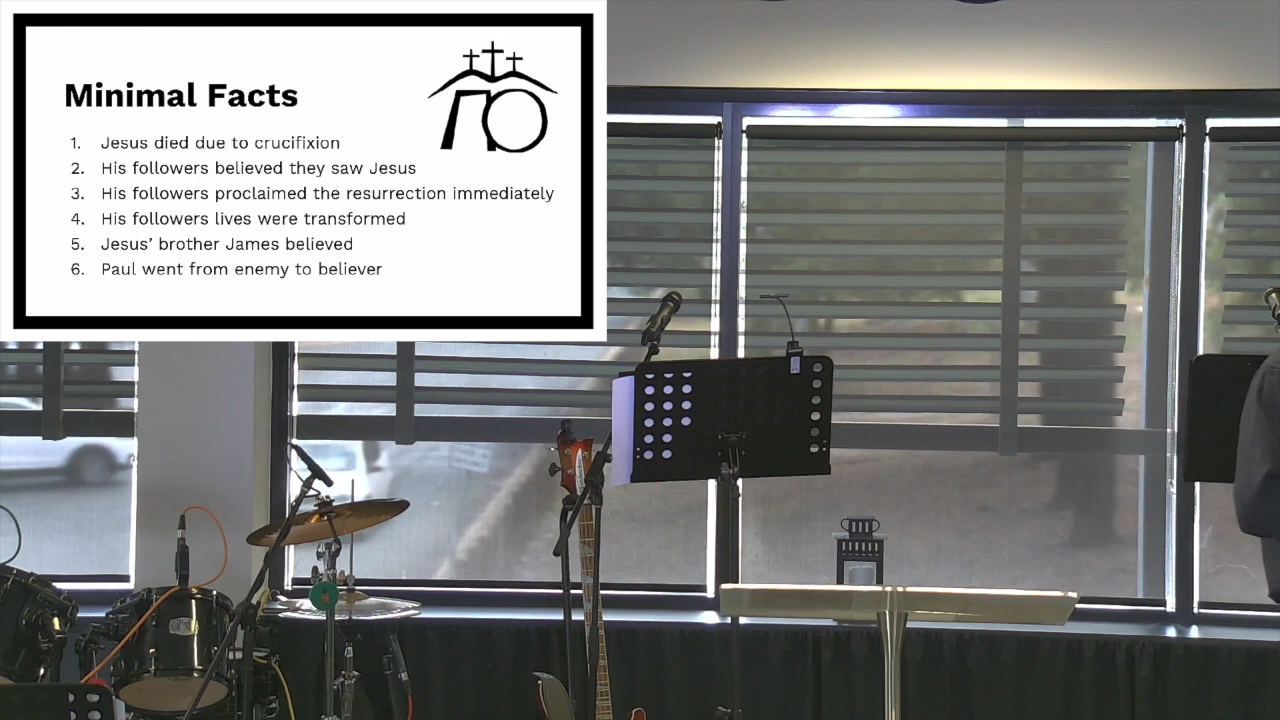 Minimal Facts
1. Jesus died due to crucifixion
2. His followers believed they saw Jesus
3. His followers proclaimed the resurrection immediately
4. His followers lives were transformed
5. Jesus’ brother James believed
6. Paul went from enemy to believer